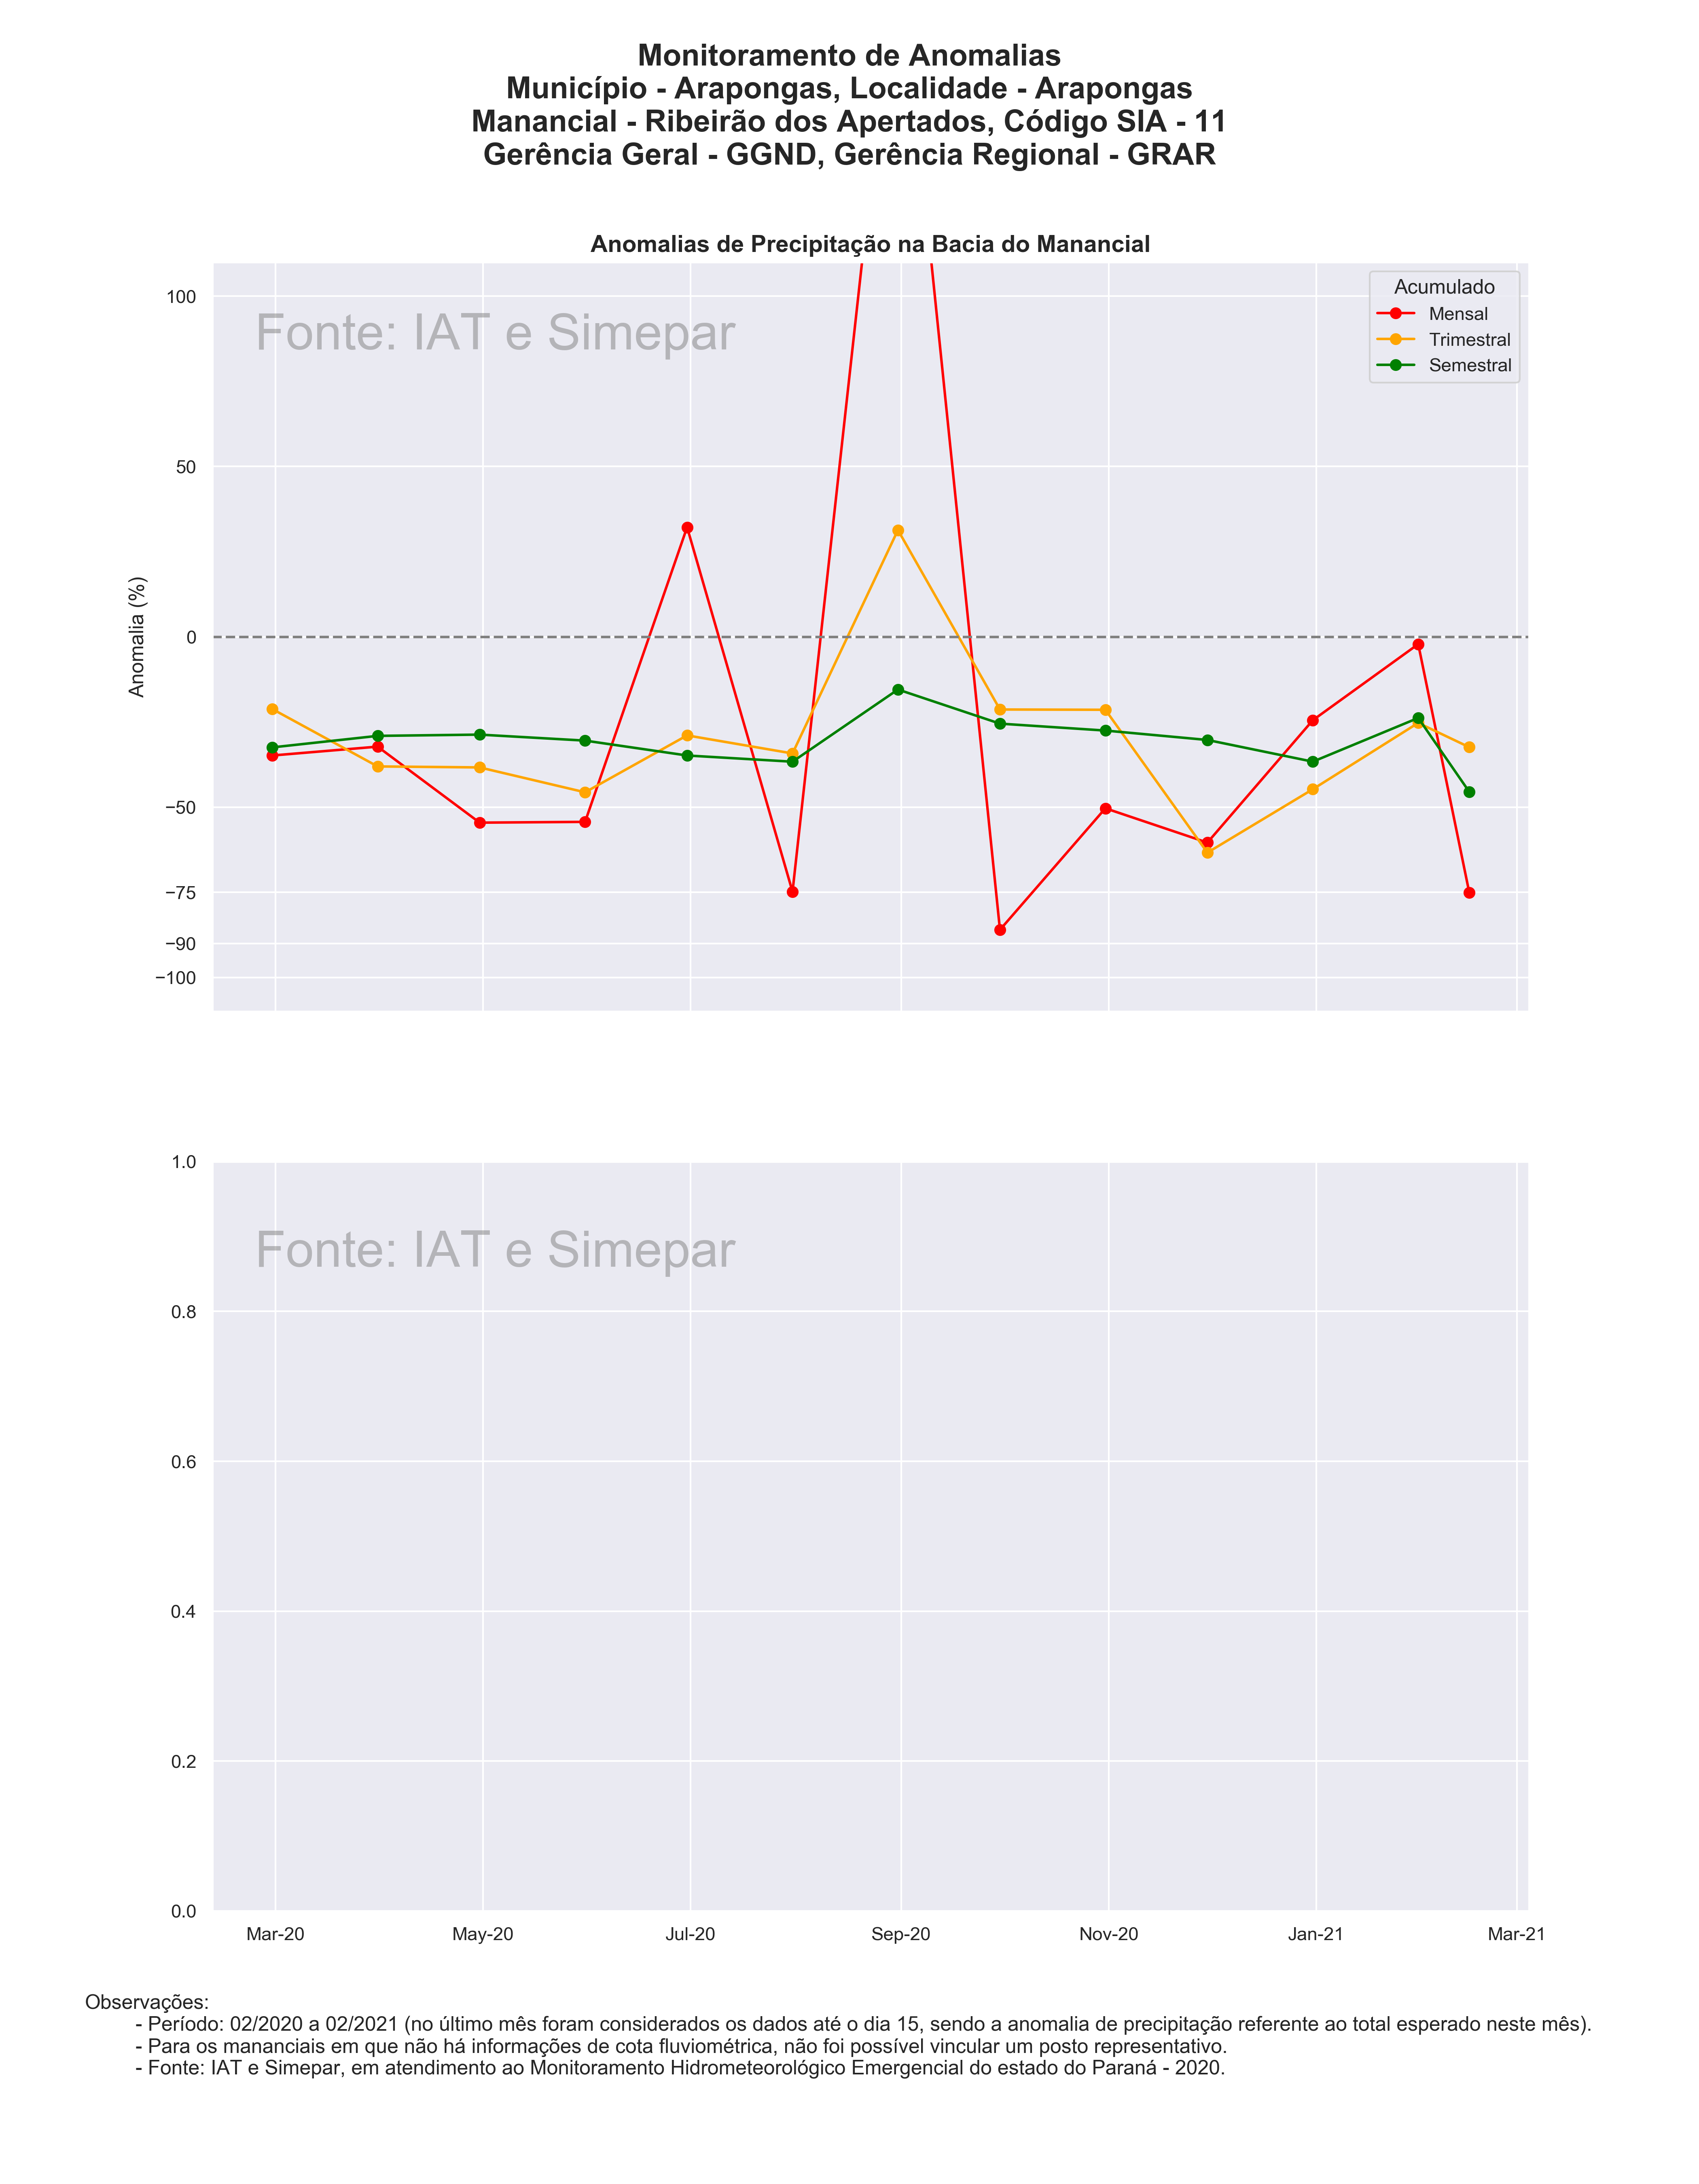 Monitoramento de Anomalias
Município - Arapongas, Localidade - Arapongas
Manancial - Ribeirão dos Apertados, Código SIA - 11
Gerência Geral - GGND, Gerência Regional - GRAR
Anomalias de Precipitação na Bacia do Manancial
Fonte: IAT e Simepar
Acumulado
Mensal
Trimestral
Semestral
Anomalia (%)
100
50
0
−50
−75
−90
−100
Fonte: IAT e Simepar
1.0
0.8
0.6
0.4
0.2
0.0
Mar-20 May-20 Jul-20 Sep-20 Nov-20 Jan-21 Mar-21
Observações:
- Período: 02/2020 a 02/2021 (no último mês foram considerados os dados até o dia 15, sendo a anomalia de precipitação referente ao total esperado neste mês).
- Para os mananciais em que não há informações de cota fluviométrica, não foi possível vincular um posto representativo.
- Fonte: IAT e Simepar, em atendimento ao Monitoramento Hidrometeorológico Emergencial do estado do Paraná - 2020.